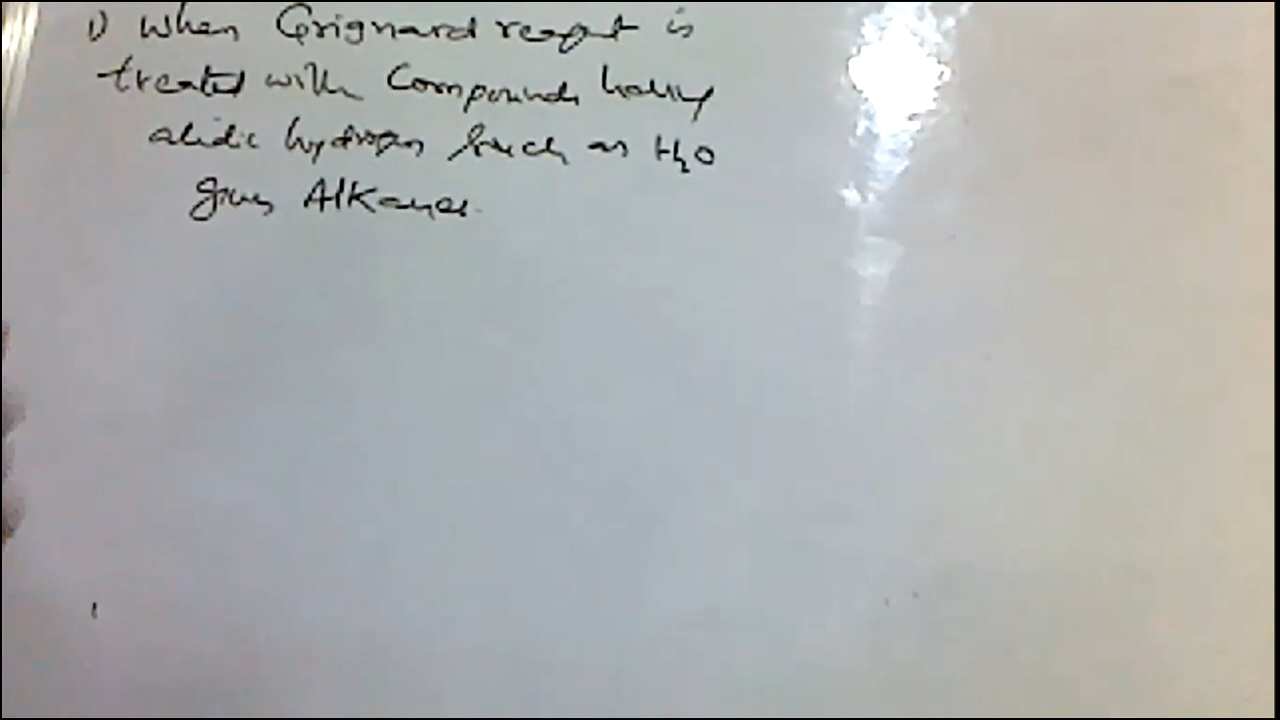 1) When Grignard reagent is
treated with Compounds having
acidic hydrogen such as H₂O
gives Alkanes.